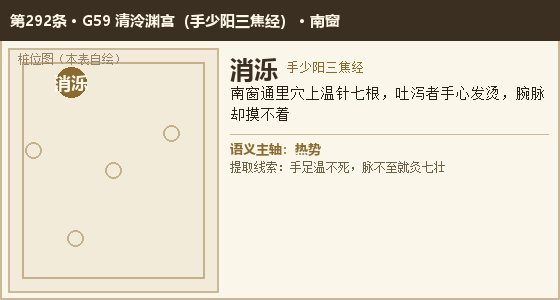 第292条·G59 清泠渊宫（手少阳三焦经）·南窗
桩位图（本表自绘）
消泺
消泺 手少阳三焦经
南窗通里穴上温针七根，吐泻者手心发烫，腕脉
却摸不着
语义主轴：热势
提取线索：手足温不死，脉不至就灸七壮